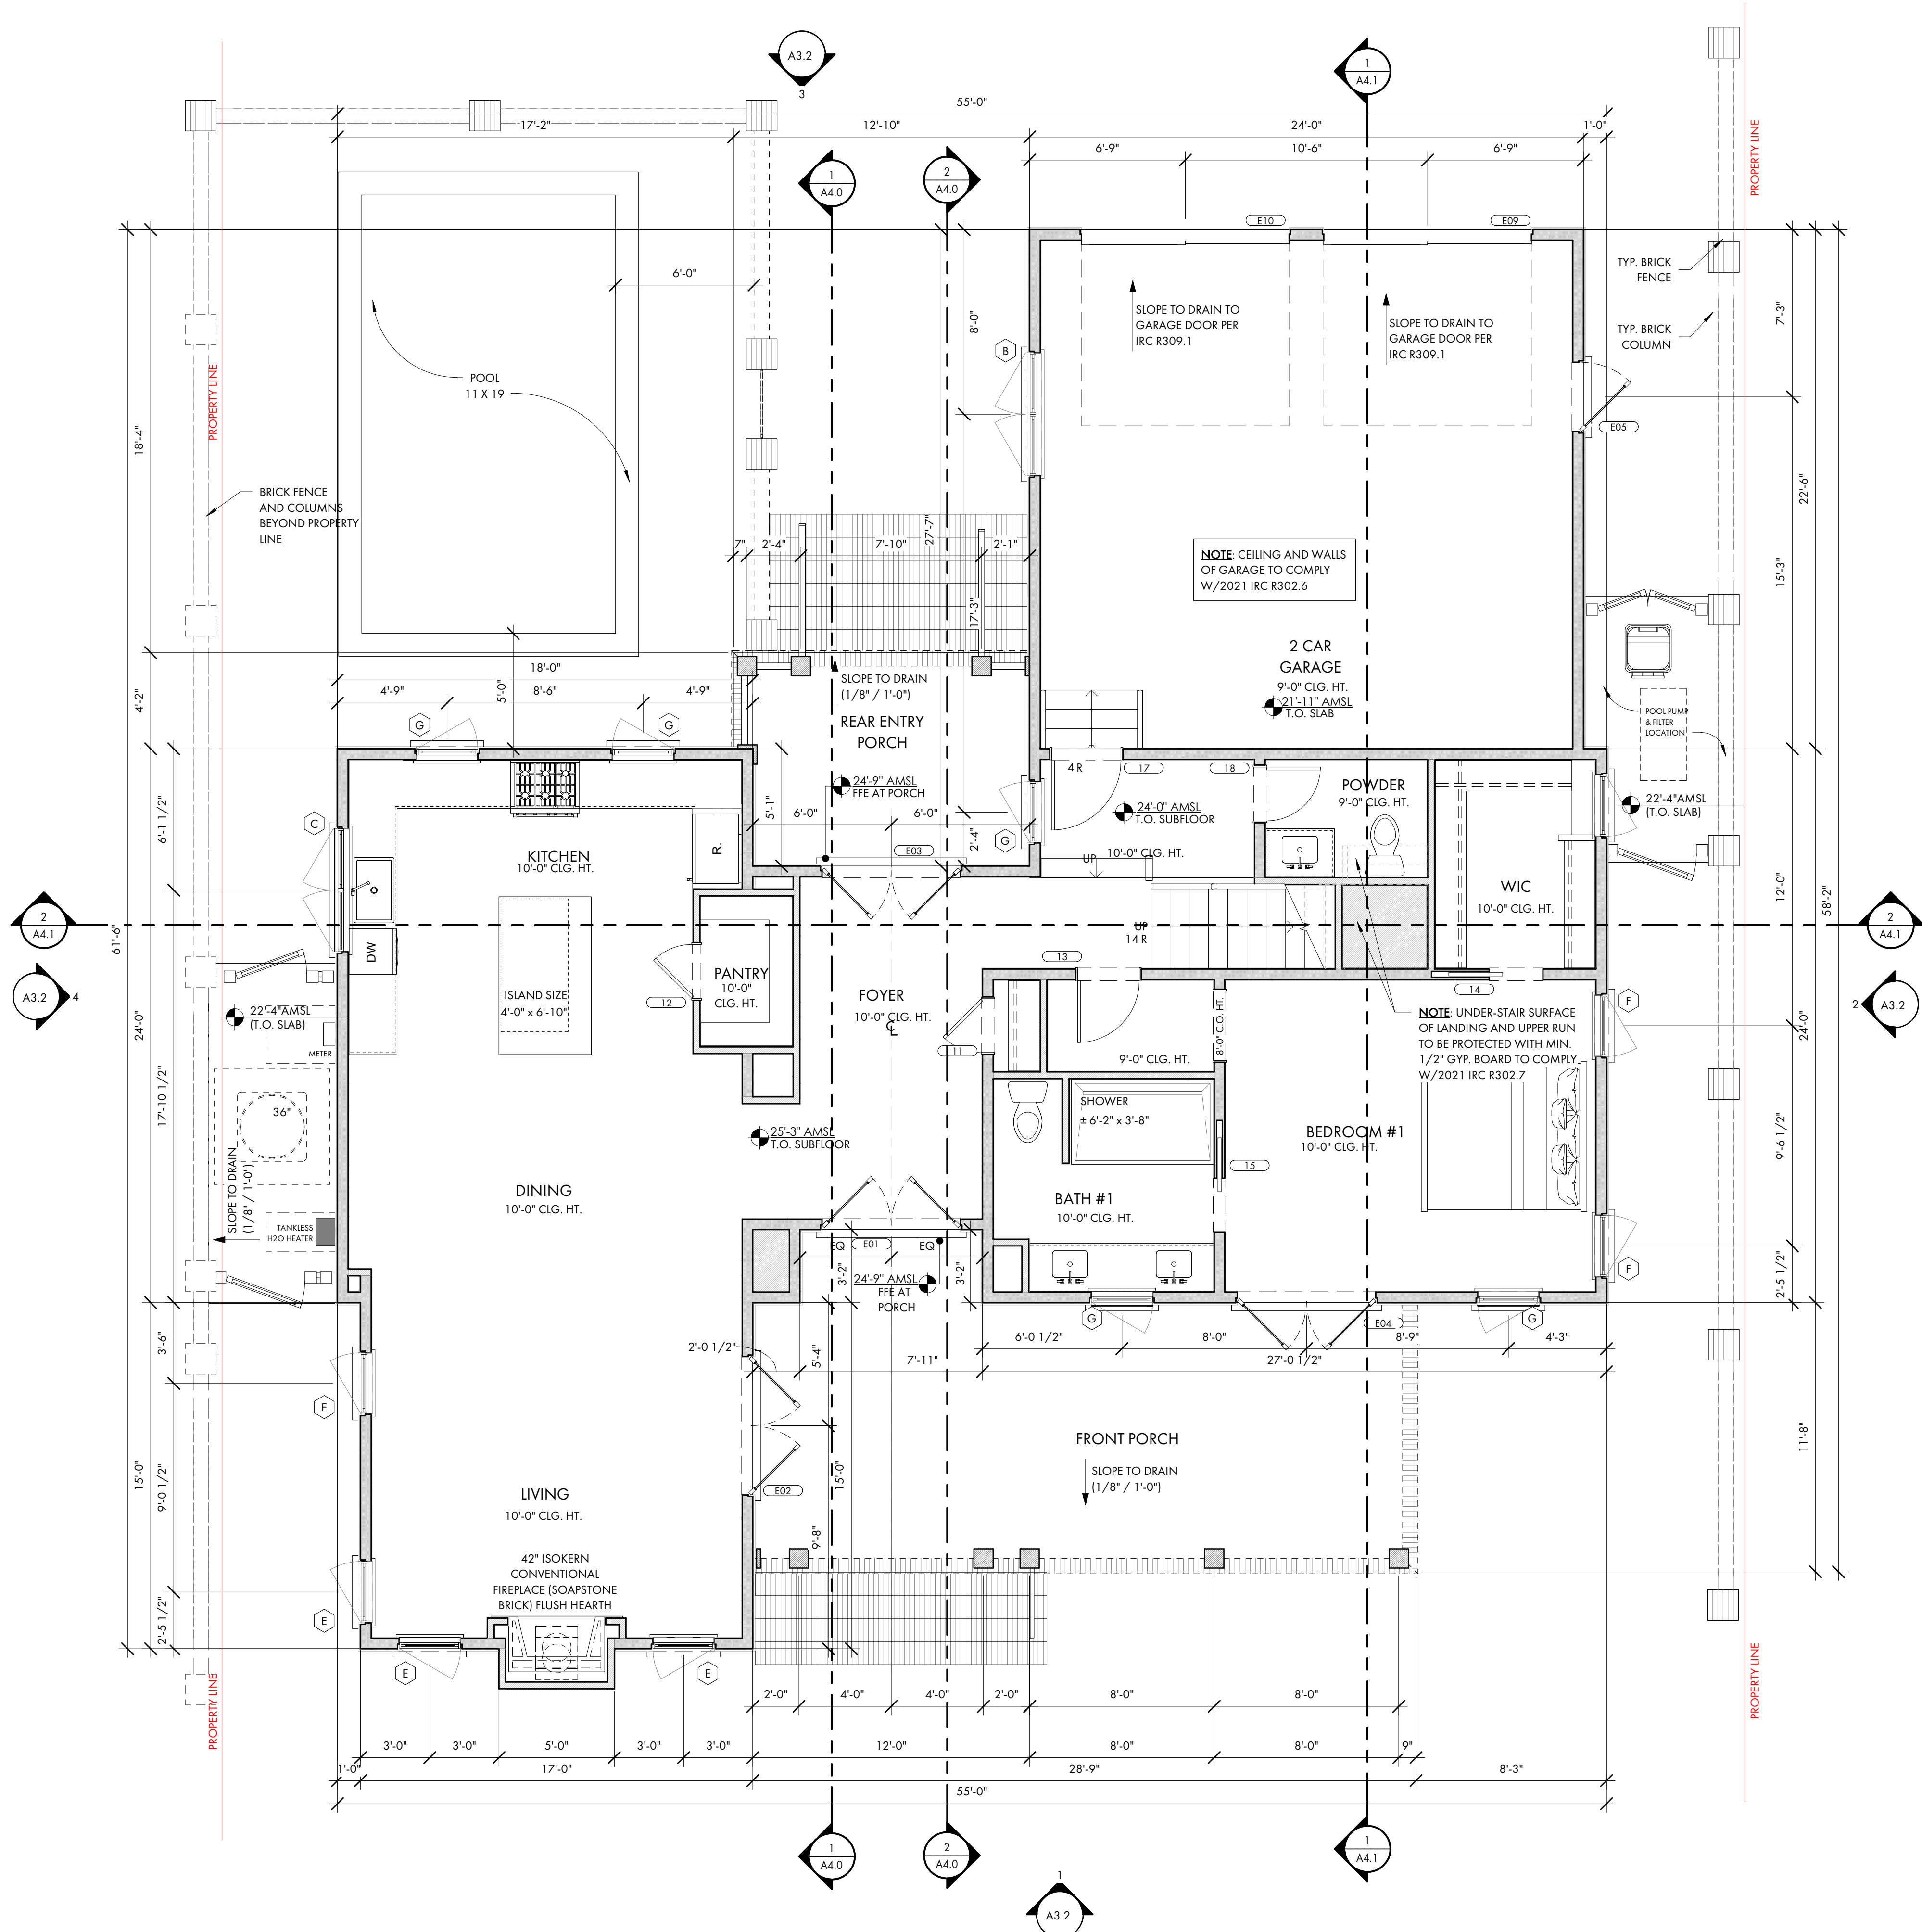 A3.2
3
1
A4.1
55'-0"
17'-2"
12'-10"
24'-0"
1'-0"
6'-9"
10'-6"
6'-9"
PROPERTY LINE
1
A4.0
2
A4.0
E10
E09
TYP. BRICK
FENCE
6'-0"
8'-0"
SLOPE TO DRAIN TO
GARAGE DOOR PER
IRC R309.1
SLOPE TO DRAIN TO
GARAGE DOOR PER
IRC R309.1
7'-3"
TYP. BRICK
COLUMN
B
POOL
11 X 19
PROPERTY LINE
E05
18'-4"
22'-6"
BRICK FENCE
AND COLUMNS
BEYOND PROPERTY
LINE
7"
2'-4"
7'-10"
27'-7"
2'-1"
NOTE: CEILING AND WALLS
OF GARAGE TO COMPLY
W/2021 IRC R302.6
15'-3"
17'-3"
2 CAR
GARAGE
9'-0" CLG. HT.
21'-11" AMSL
T.O. SLAB
18'-0"
4'-9"
8'-6"
4'-9"
5'-0"
SLOPE TO DRAIN
(1/8" / 1'-0")
4'-2"
G
G
REAR ENTRY
PORCH
POOL PUMP
& FILTER
LOCATION
4 R
17
18
24'-9" AMSL
FFE AT PORCH
POWDER
9'-0" CLG. HT.
24'-0" AMSL
T.O. SUBFLOOR
22'-4"AMSL
(T.O. SLAB)
5'-1"
6'-0"
6'-0"
6'-1 1/2"
C
2'-4"
G
E03
R.
KITCHEN
10'-0" CLG. HT.
UP
10'-0" CLG. HT.
WIC
10'-0" CLG. HT.
12'-0"
58'-2"
2
A4.1
61'-6"
UP
14 R
2
A4.1
DW
13
PANTRY
10'-0"
CLG. HT.
12
ISLAND SIZE
4'-0" x 6'-10"
FOYER
10'-0" CLG. HT.
CL
14
F
A3.2
4
2
A3.2
24'-0"
22'-4"AMSL
(T.O. SLAB)
METER
11
9'-0" CLG. HT.
8'-0" C.O. HT.
NOTE: UNDER-STAIR SURFACE
OF LANDING AND UPPER RUN
TO BE PROTECTED WITH MIN.
1/2" GYP. BOARD TO COMPLY
W/2021 IRC R302.7
24'-0"
17'-10 1/2"
36"
SHOWER
± 6'-2" x 3'-8"
25'-3" AMSL
T.O. SUBFLOOR
BEDROOM #1
10'-0" CLG. HT.
9'-6 1/2"
15
SLOPE TO DRAIN
(1/8" / 1'-0")
DINING
10'-0" CLG. HT.
BATH #1
10'-0" CLG. HT.
TANKLESS
H2O HEATER
EQ
E01
EQ
3'-2"
24'-9" AMSL
FFE AT
PORCH
3'-2"
F
2'-5 1/2"
G
E04
G
3'-6"
2'-0 1/2"
5'-4"
7'-11"
6'-0 1/2"
8'-0"
8'-9"
4'-3"
27'-0 1/2"
E
FRONT PORCH
SLOPE TO DRAIN
(1/8" / 1'-0")
11'-8"
15'-0"
9'-0 1/2"
E02
15'-0"
LIVING
10'-0" CLG. HT.
9'-8"
42" ISOKERN
CONVENTIONAL
FIREPLACE (SOAPSTONE
BRICK) FLUSH HEARTH
2'-5 1/2"
E
E
E
PROPERTY LINE
PROPERTY LINE
2'-0"
4'-0"
4'-0"
2'-0"
8'-0"
8'-0"
3'-0"
3'-0"
5'-0"
3'-0"
3'-0"
12'-0"
8'-0"
8'-0"
9"
1'-0"
17'-0"
28'-9"
8'-3"
55'-0"
1
A4.0
2
A4.0
1
A4.1
1
A3.2